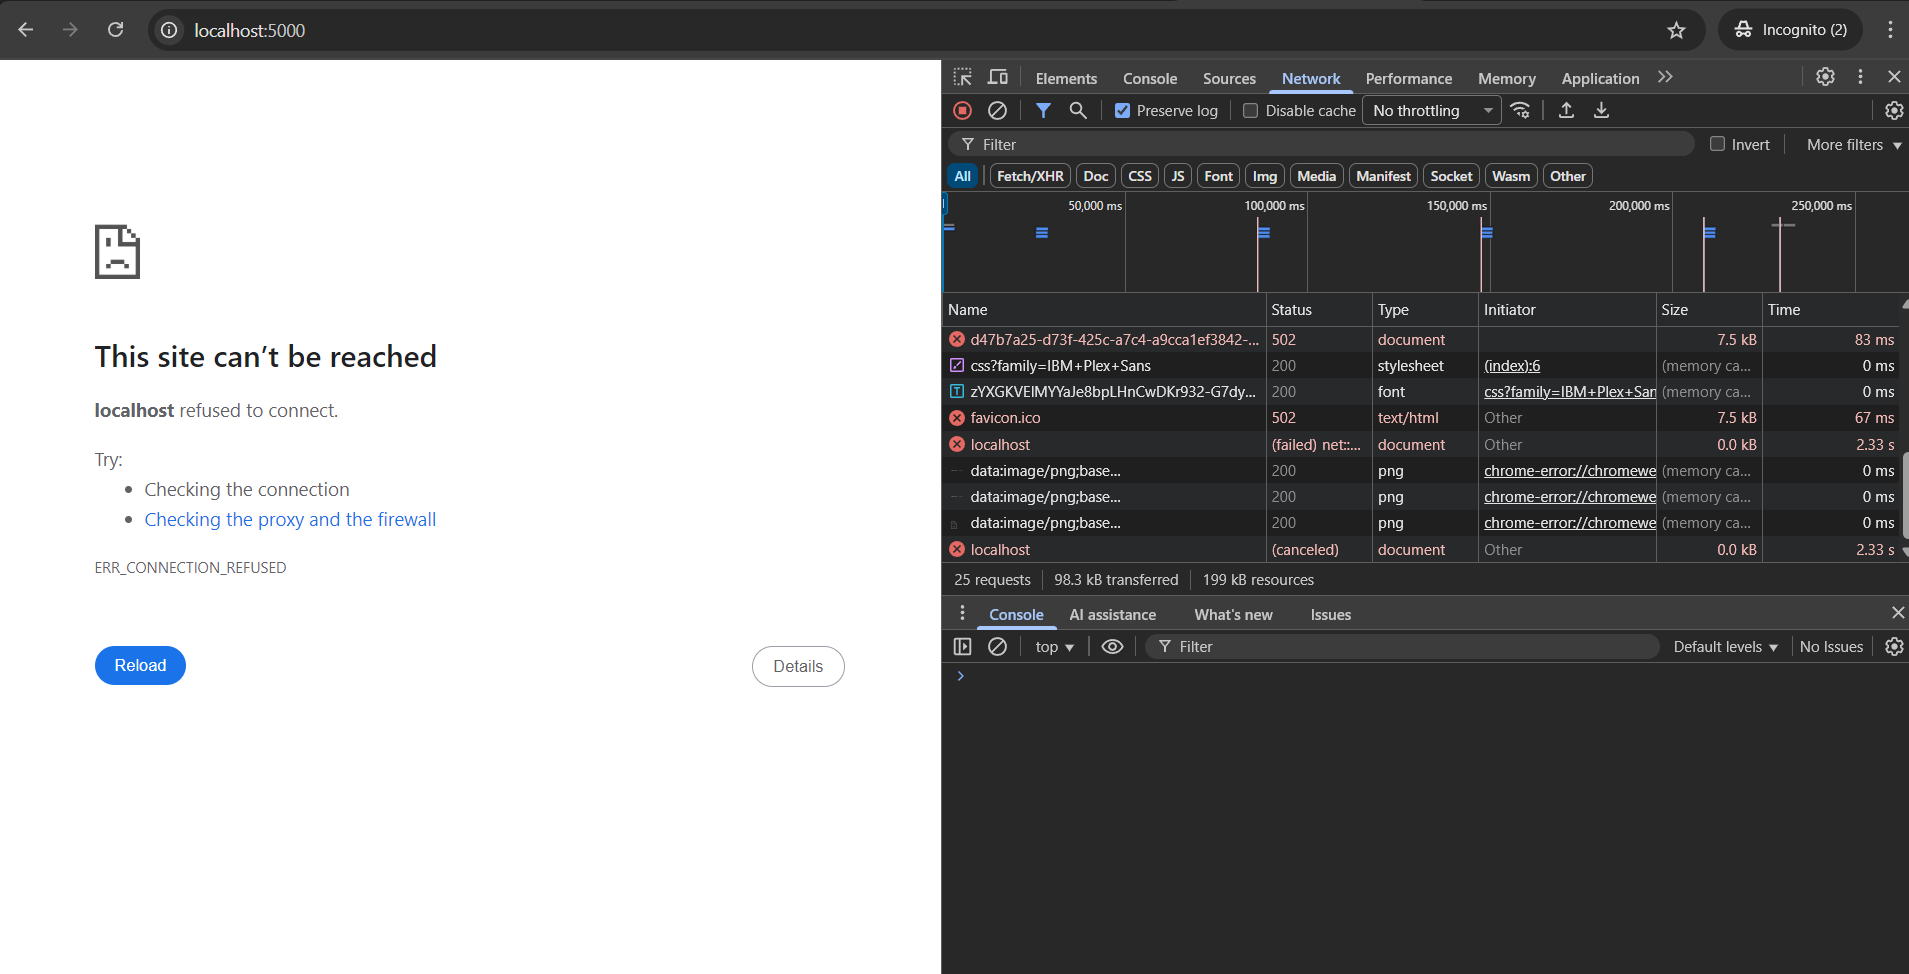 localhost:5000
Incognito (2)
This site can’t be reached
localhost refused to connect.
Try:
Checking the connection
Checking the proxy and the firewall
ERR_CONNECTION_REFUSED
Reload
Details
Elements Console Sources Network Performance Memory Application
Preserve log Disable cache No throttling
Filter Invert More filters
All Fetch/XHR Doc CSS JS Font Img Media Manifest Socket Wasm Other
50,000 ms 100,000 ms 150,000 ms 200,000 ms 250,000 ms
Name Status Type Initiator Size Time
d47b7a25-d73f-425c-a7c4-a9cca1ef3842-... 502 document 7.5 kB 83 ms
css?family=IBM+Plex+Sans 200 stylesheet (index):6 (memory ca... 0 ms
zYXGKVElMYYaJe8bpLHnCwDKr932-G7dy... 200 font css?family=IBM+Plex+San (memory ca... 0 ms
favicon.ico 502 text/html Other 7.5 kB 67 ms
localhost (failed) net::... document Other 0.0 kB 2.33 s
data:image/png;base... 200 png chrome-error://chromewe (memory ca... 0 ms
data:image/png;base... 200 png chrome-error://chromewe (memory ca... 0 ms
data:image/png;base... 200 png chrome-error://chromewe (memory ca... 0 ms
localhost (canceled) document Other 0.0 kB 2.33 s
25 requests 98.3 kB transferred 199 kB resources
Console AI assistance What's new Issues
top Filter Default levels No Issues